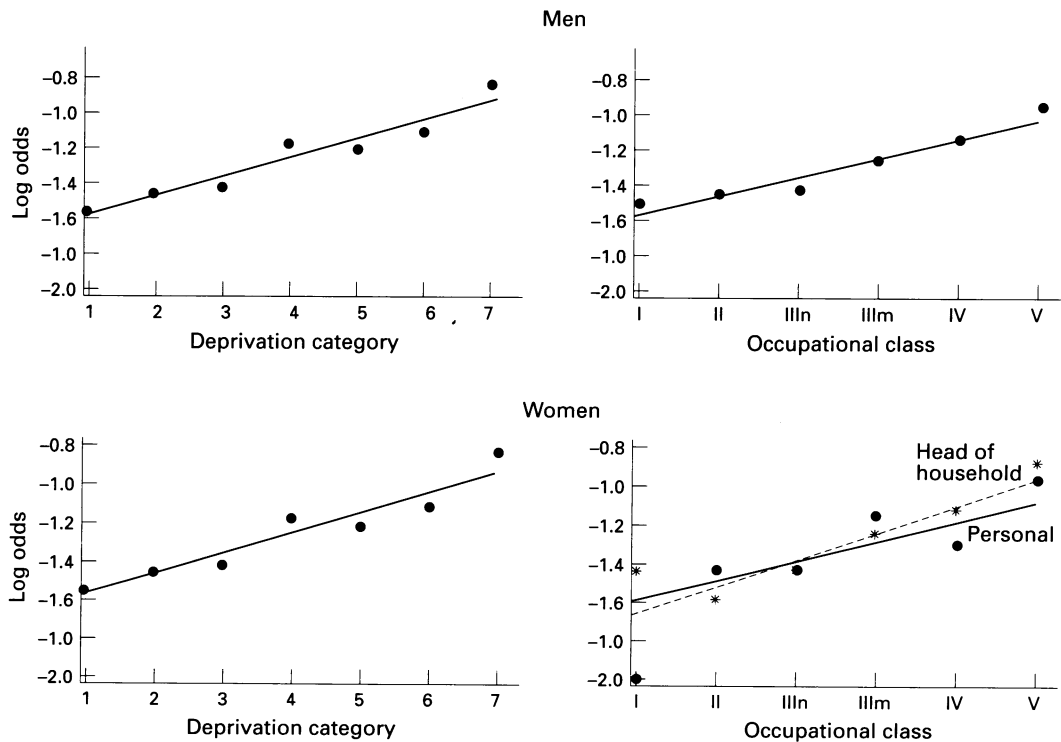 Men
Log odds
–0.8
–1.0
–1.2
–1.4
–1.6
–1.0
–2.0
1 2 3 4 5 6 7
Deprivation category
–0.8
–1.0
–1.2
–1.4
–1.6
–1.0
–2.0
I II IIIn IIIm IV V
Occupational class
Women
Log odds
–0.8
–1.0
–1.2
–1.4
–1.6
–1.0
–2.0
1 2 3 4 5 6 7
Deprivation category
–0.8
–1.0
–1.2
–1.4
–1.6
–1.0
–2.0
Head of
household
Personal
I II IIIn IIIm IV V
Occupational class